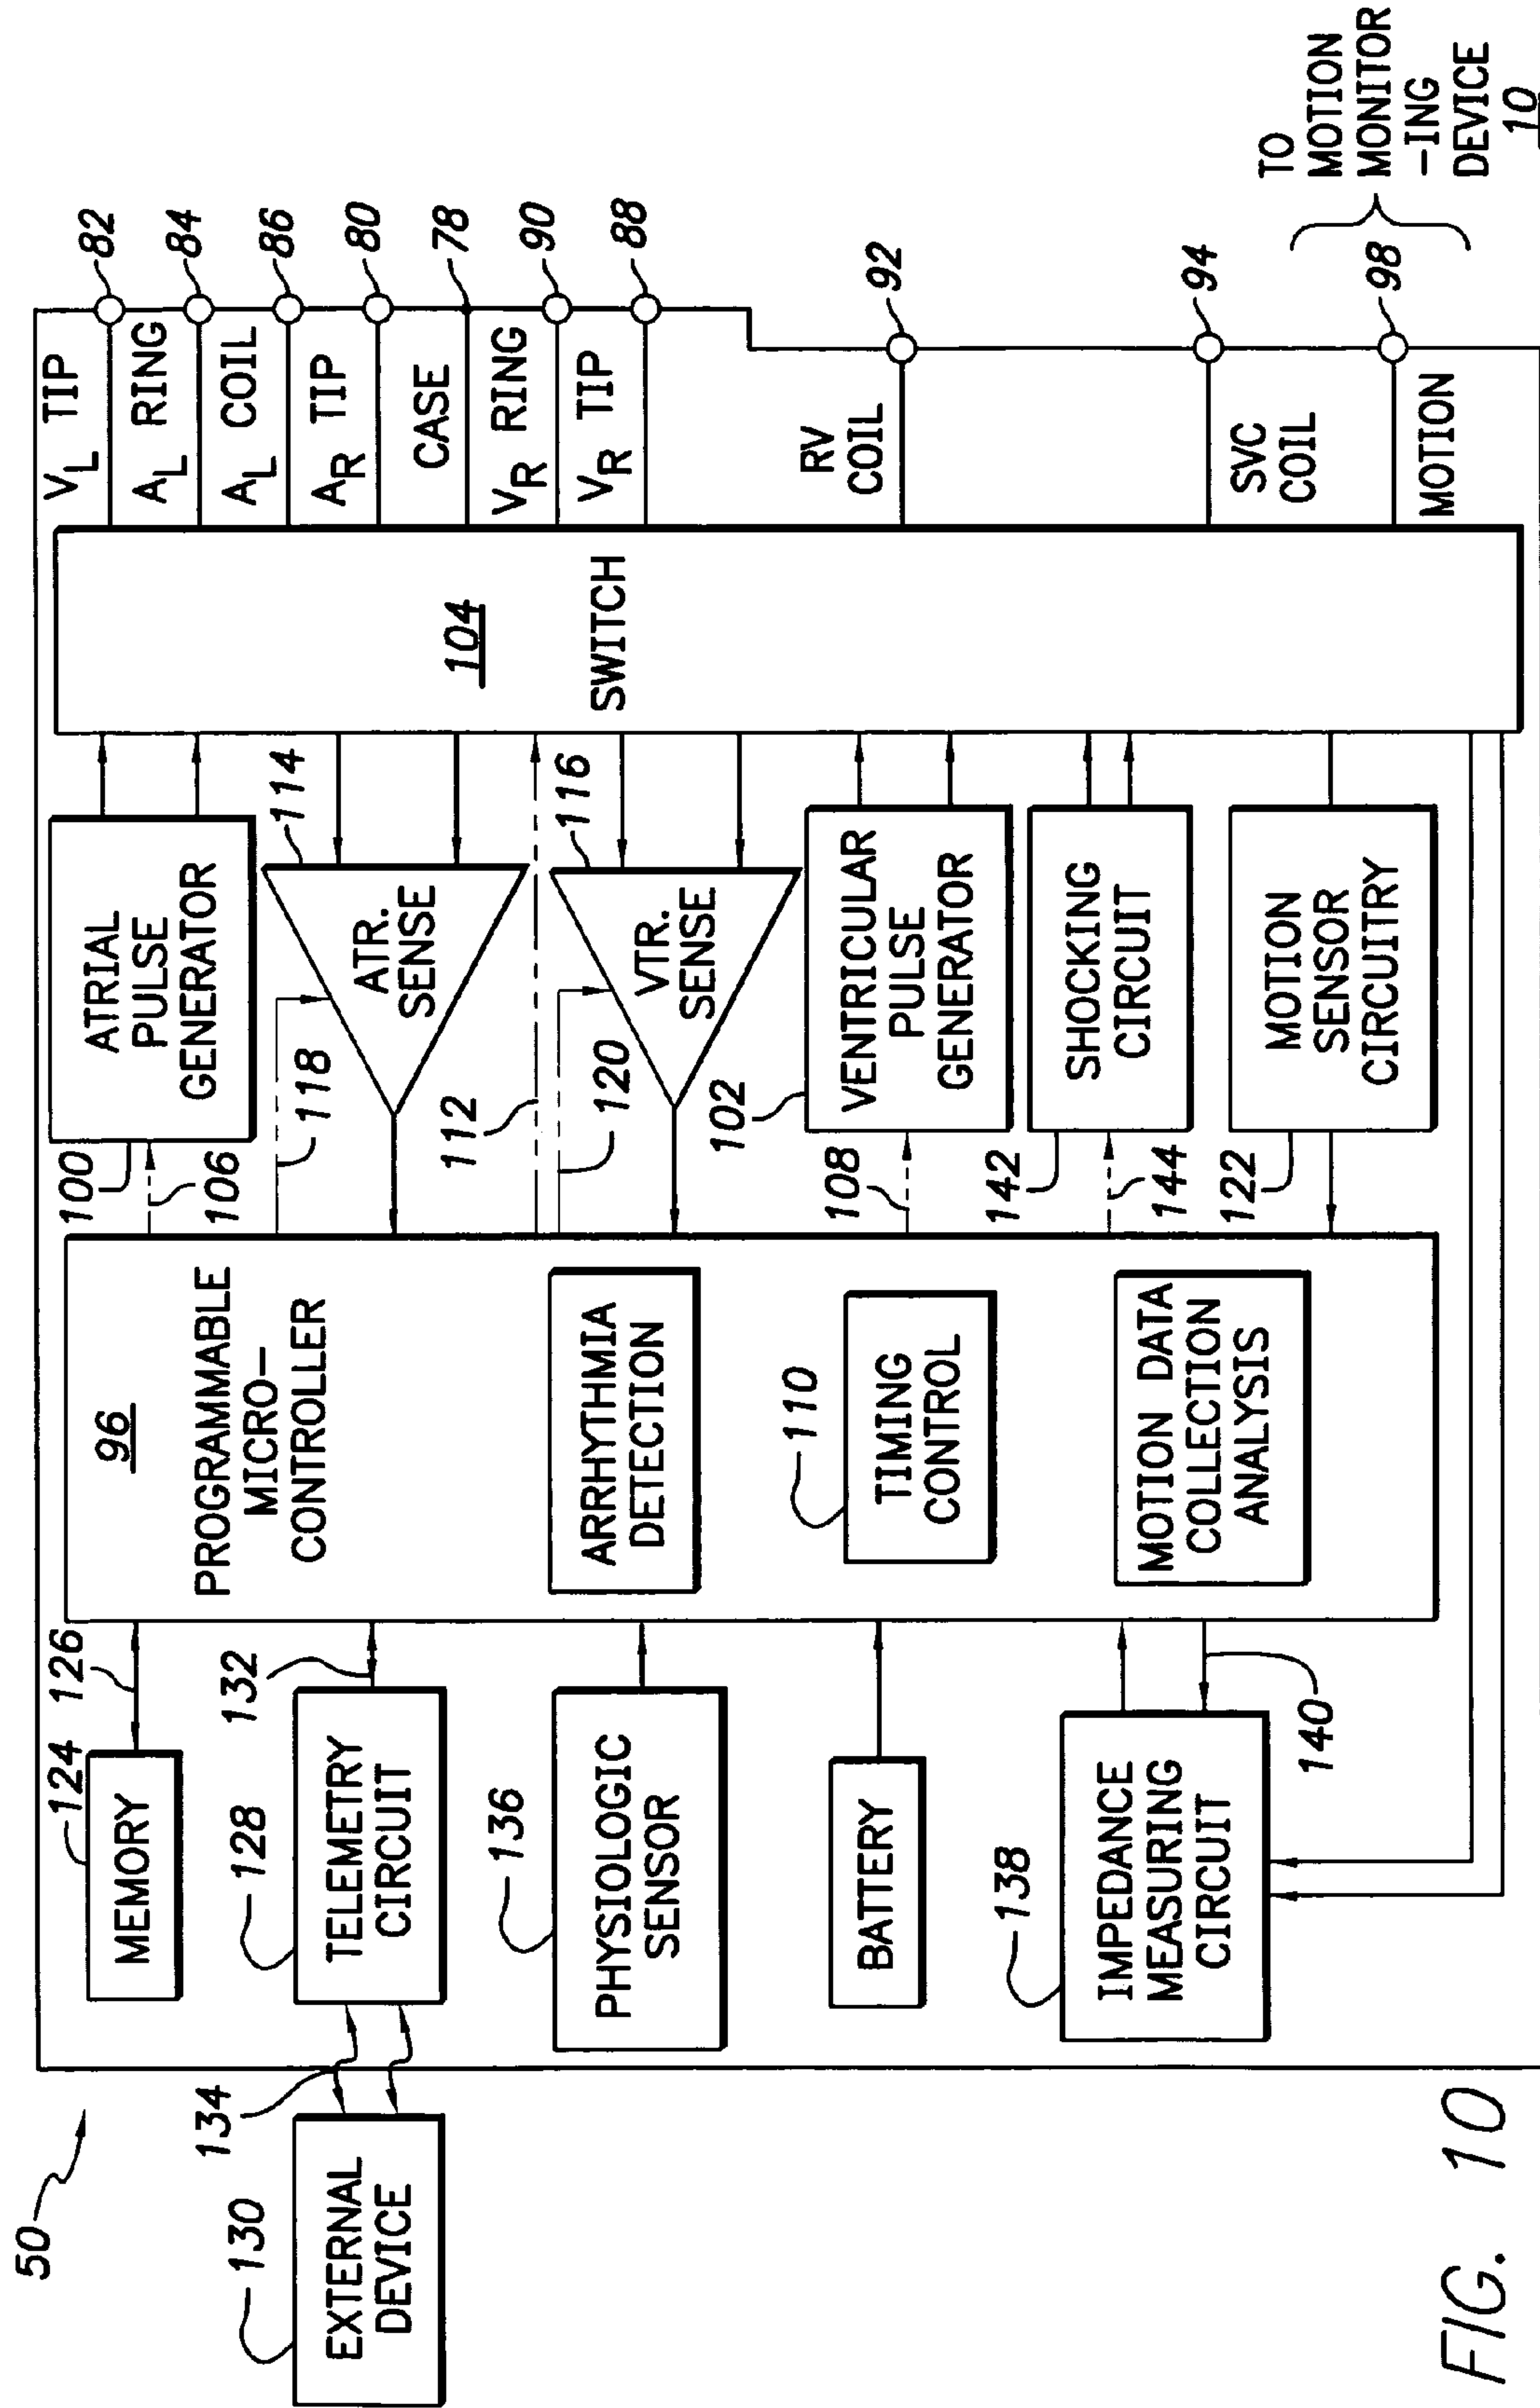 50
130
EXTERNAL
DEVICE
134
124
MEMORY
126
128
TELEMETRY
CIRCUIT
132
136
PHYSIOLOGIC
SENSOR
BATTERY
138
IMPEDANCE
MEASURING
CIRCUIT
140
96
PROGRAMMABLE
MICRO-
CONTROLLER
ARRHYTHMIA
DETECTION
110
TIMING
CONTROL
MOTION DATA
COLLECTION
ANALYSIS
100
106
ATRIAL
PULSE
GENERATOR
118
114
ATR.
SENSE
112
120
116
VTR.
SENSE
102
108
VENTRICULAR
PULSE
GENERATOR
142
144
SHOCKING
CIRCUIT
122
MOTION
SENSOR
CIRCUITRY
104
SWITCH
VL TIP
82
AL RING
84
AL COIL
86
AR TIP
80
CASE
78
VR RING
90
VR TIP
88
RV
COIL
92
SVC
COIL
94
MOTION
98
TO
MOTION
MONITOR
-ING
DEVICE
10
FIG. 10